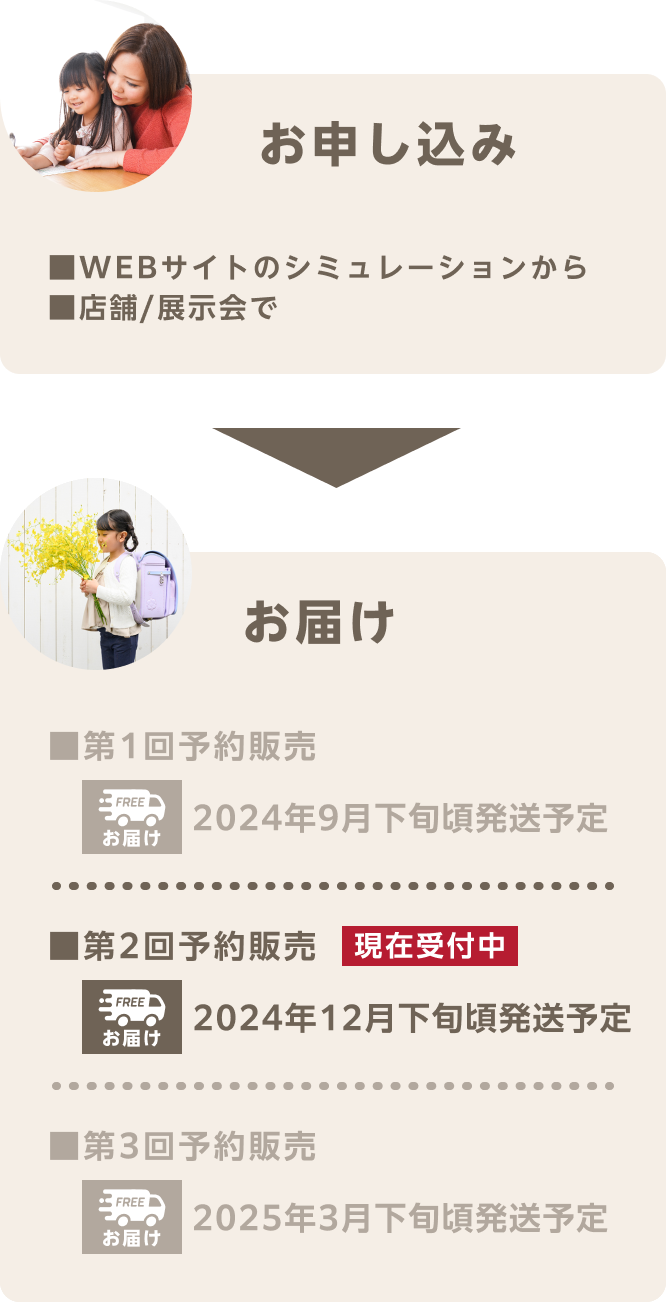 お申し込み
■WEBサイトのシミュレーションから
■店舗/展示会で
お届け
■第1回予約販売
FREE
お届け
2024年9月下旬頃発送予定
■第2回予約販売 現在受付中
FREE
お届け
2024年12月下旬頃発送予定
■第3回予約販売
FREE
お届け
2025年3月下旬頃発送予定